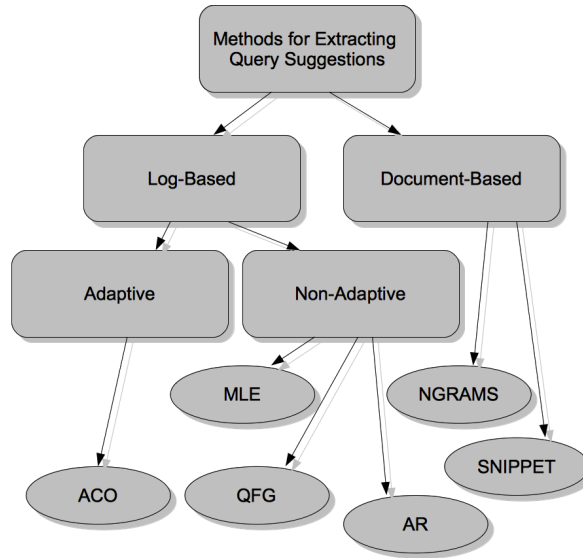 Methods for Extracting
Query Suggestions
Log-Based
Document-Based
Adaptive
Non-Adaptive
MLE
NGRAMS
SNIPPET
ACO
QFG
AR